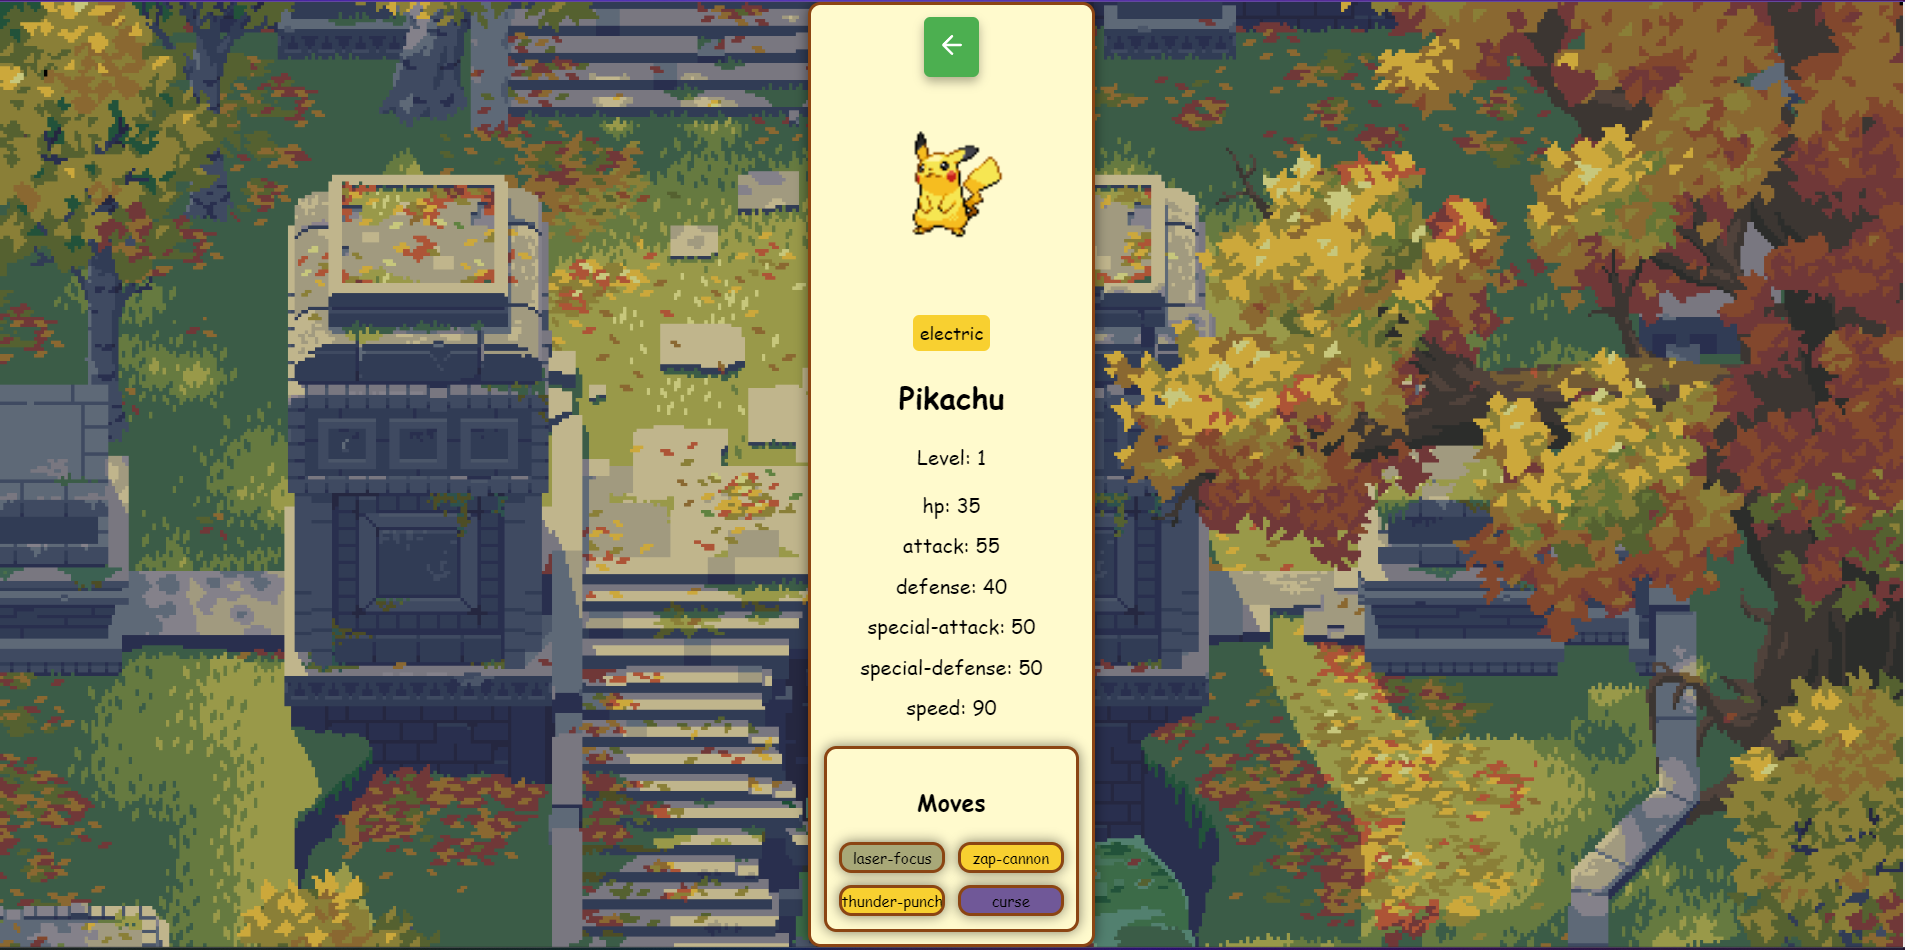 electric
Pikachu
Level: 1
hp: 35
attack: 55
defense: 40
special-attack: 50
special-defense: 50
speed: 90
Moves
laser-focus zap-cannon
thunder-punch curse